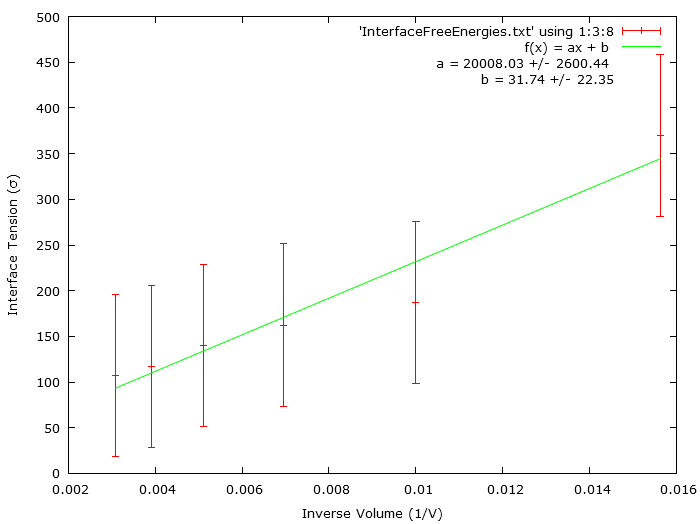 'InterfaceFreeEnergies.txt' using 1:3:8
f(x) = ax + b
a = 20008.03 +/- 2600.44
b = 31.74 +/- 22.35
500
450
400
350
300
250
200
150
100
50
0
Interface Tension (σ)
0.002 0.004 0.006 0.008 0.01 0.012 0.014 0.016
Inverse Volume (1/V)